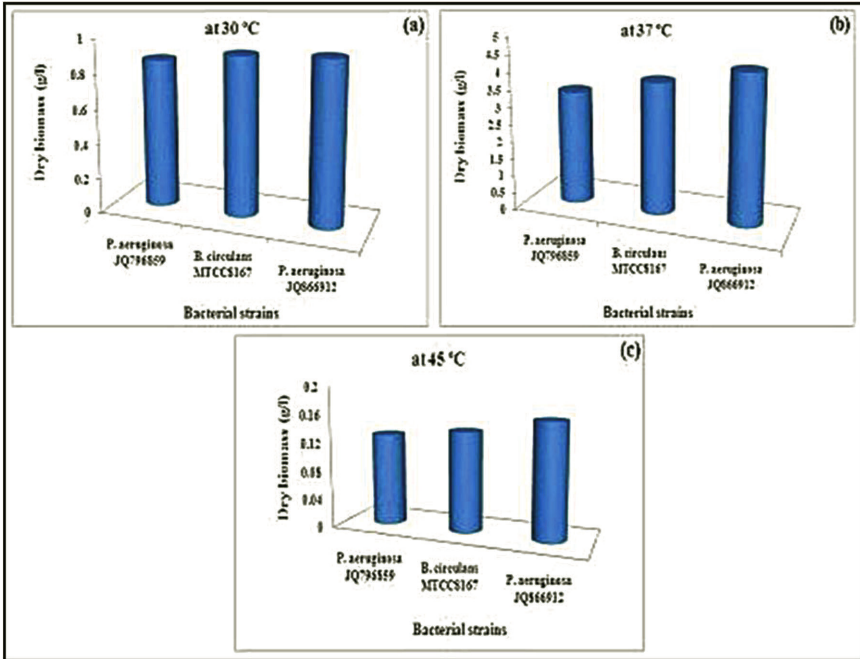 at 30 °C
(a)
Dry biomass (g/l)
1
0.8
0.6
0.4
0.2
0
P. aeruginosa
JQ796859
B. circulans
MTCC8167
P. aeruginosa
JQ866912
Bacterial strains
at 37 °C
(b)
Dry biomass (g/l)
5
4.5
4
3.5
3
2.5
2
1.5
1
0.5
0
P. aeruginosa
JQ796859
B. circulans
MTCC8167
P. aeruginosa
JQ866912
Bacterial strains
at 45 °C
(c)
Dry biomass (g/l)
0.2
0.16
0.12
0.08
0.04
0
P. aeruginosa
JQ796859
B. circulans
MTCC8167
P. aeruginosa
JQ866912
Bacterial strains